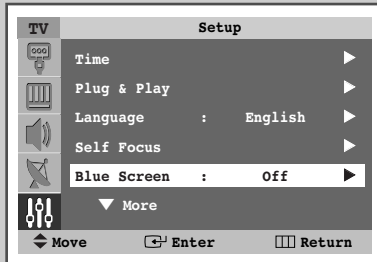 TV Setup
Time
Plug & Play
Language : English
Self Focus
Blue Screen : Off
More
Move Enter Return